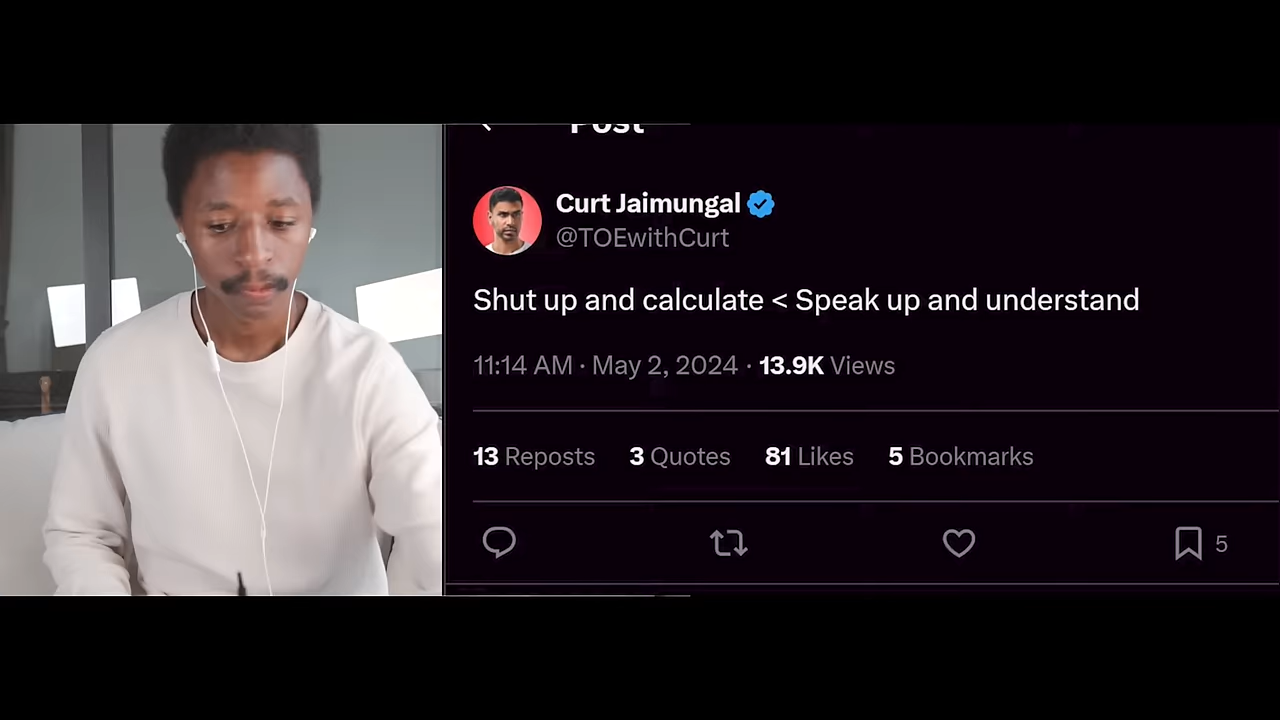 Post
Curt Jaimungal
@TOEwithCurt
Shut up and calculate < Speak up and understand
11:14 AM · May 2, 2024 · 13.9K Views
13 Reposts 3 Quotes 81 Likes 5 Bookmarks
5